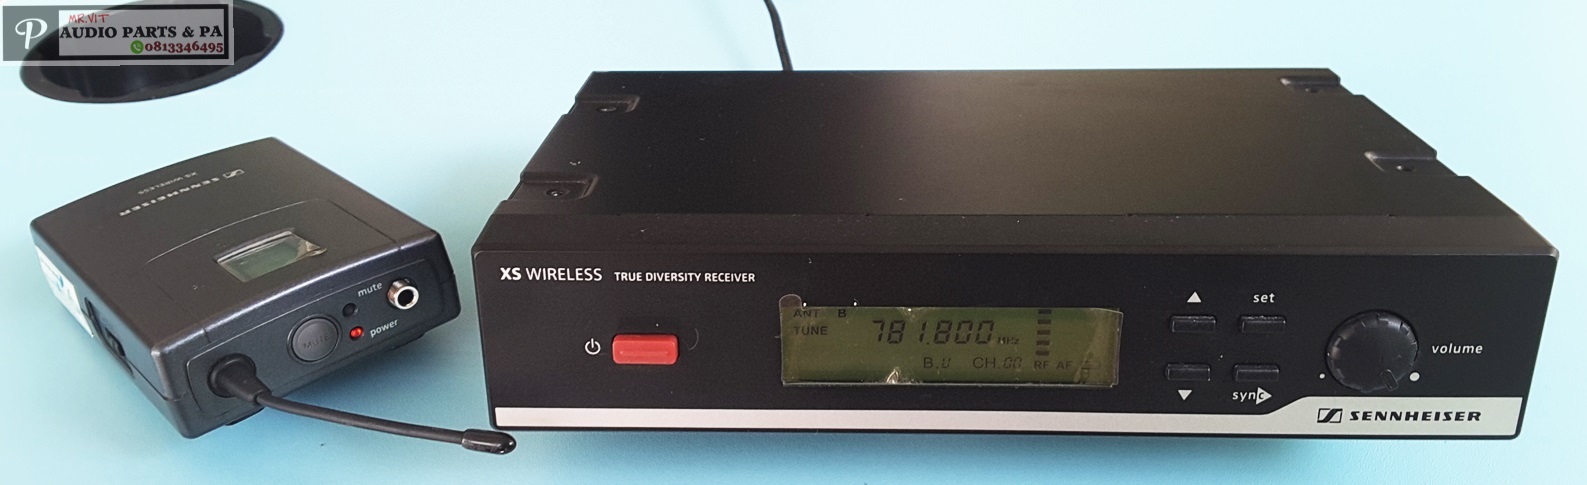 P
MR.VIT
AUDIO PARTS & PA
0813346495
SENNHEISER
XS WIRELESS
mute
MUTE
power
XS WIRELESS TRUE DIVERSITY RECEIVER
ANT B
TUNE
781.800 MHz
B.U CH.00 RF AF
set
sync
volume
SENNHEISER